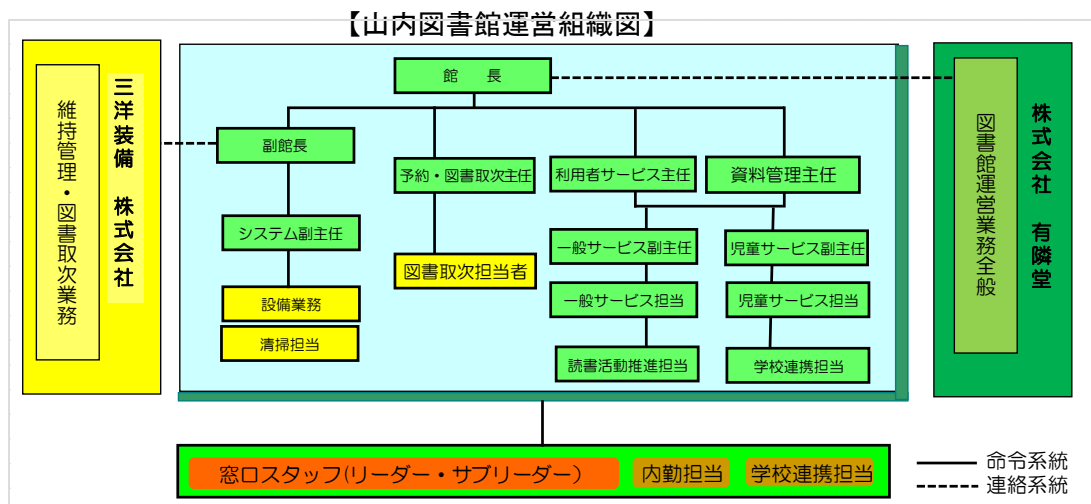 【山内図書館運営組織図】
三洋装備 株式会社
維持管理・図書取次業務
館 長
副館長
予約・図書取次主任
利用者サービス主任
資料管理主任
システム副主任
図書取次担当者
一般サービス副主任
児童サービス副主任
設備業務
清掃担当
一般サービス担当
児童サービス担当
読書活動推進担当
学校連携担当
図書館運営業務全般
株式会社 有隣堂
窓口スタッフ(リーダー・サブリーダー）
内勤担当
学校連携担当
命令系統
連絡系統